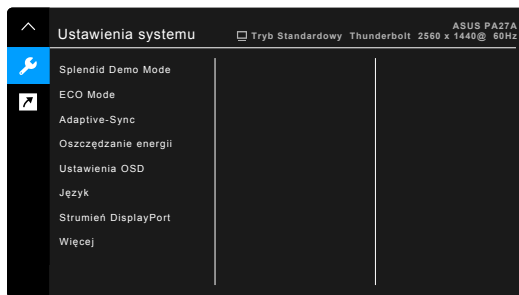 ASUS PA27A
Ustawienia systemu
Tryb Standardowy Thunderbolt 2560 x 1440@ 60Hz
Splendid Demo Mode
ECO Mode
Adaptive-Sync
Oszczędzanie energii
Ustawienia OSD
Język
Strumień DisplayPort
Więcej